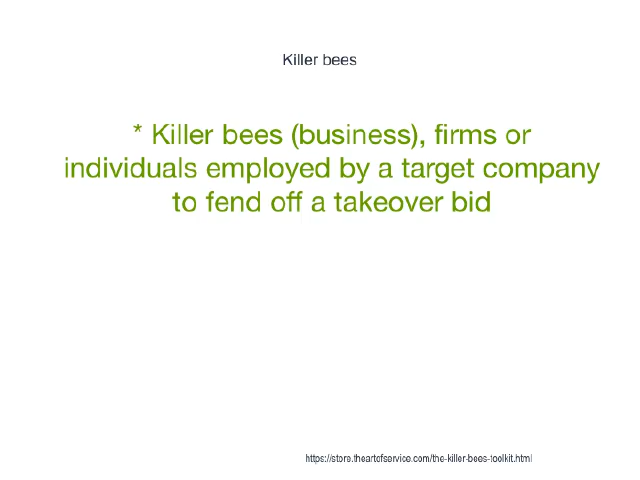 Killer bees
* Killer bees (business), firms or
individuals employed by a target company
to fend off a takeover bid
https://store.theartofservice.com/the-killer-bees-toolkit.html